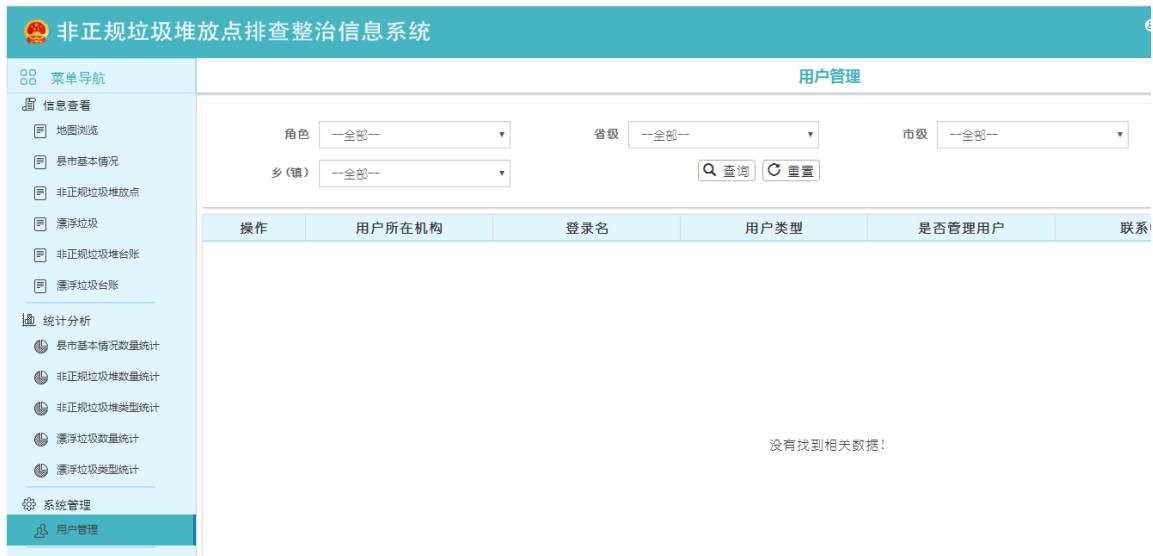 非正规垃圾堆放点排查整治信息系统
菜单导航
用户管理
信息查看
地图浏览
县市基本情况
非正规垃圾堆放点
漂浮垃圾
非正规垃圾堆台账
漂浮垃圾台账
统计分析
县市基本情况数量统计
非正规垃圾堆数量统计
非正规垃圾堆类型统计
漂浮垃圾数量统计
漂浮垃圾类型统计
系统管理
用户管理
角色 --全部-- 省级 --全部-- 市级 --全部--
乡(镇) --全部-- 查询 重置
操作 用户所在机构 登录名 用户类型 是否管理用户 联系
没有找到相关数据!